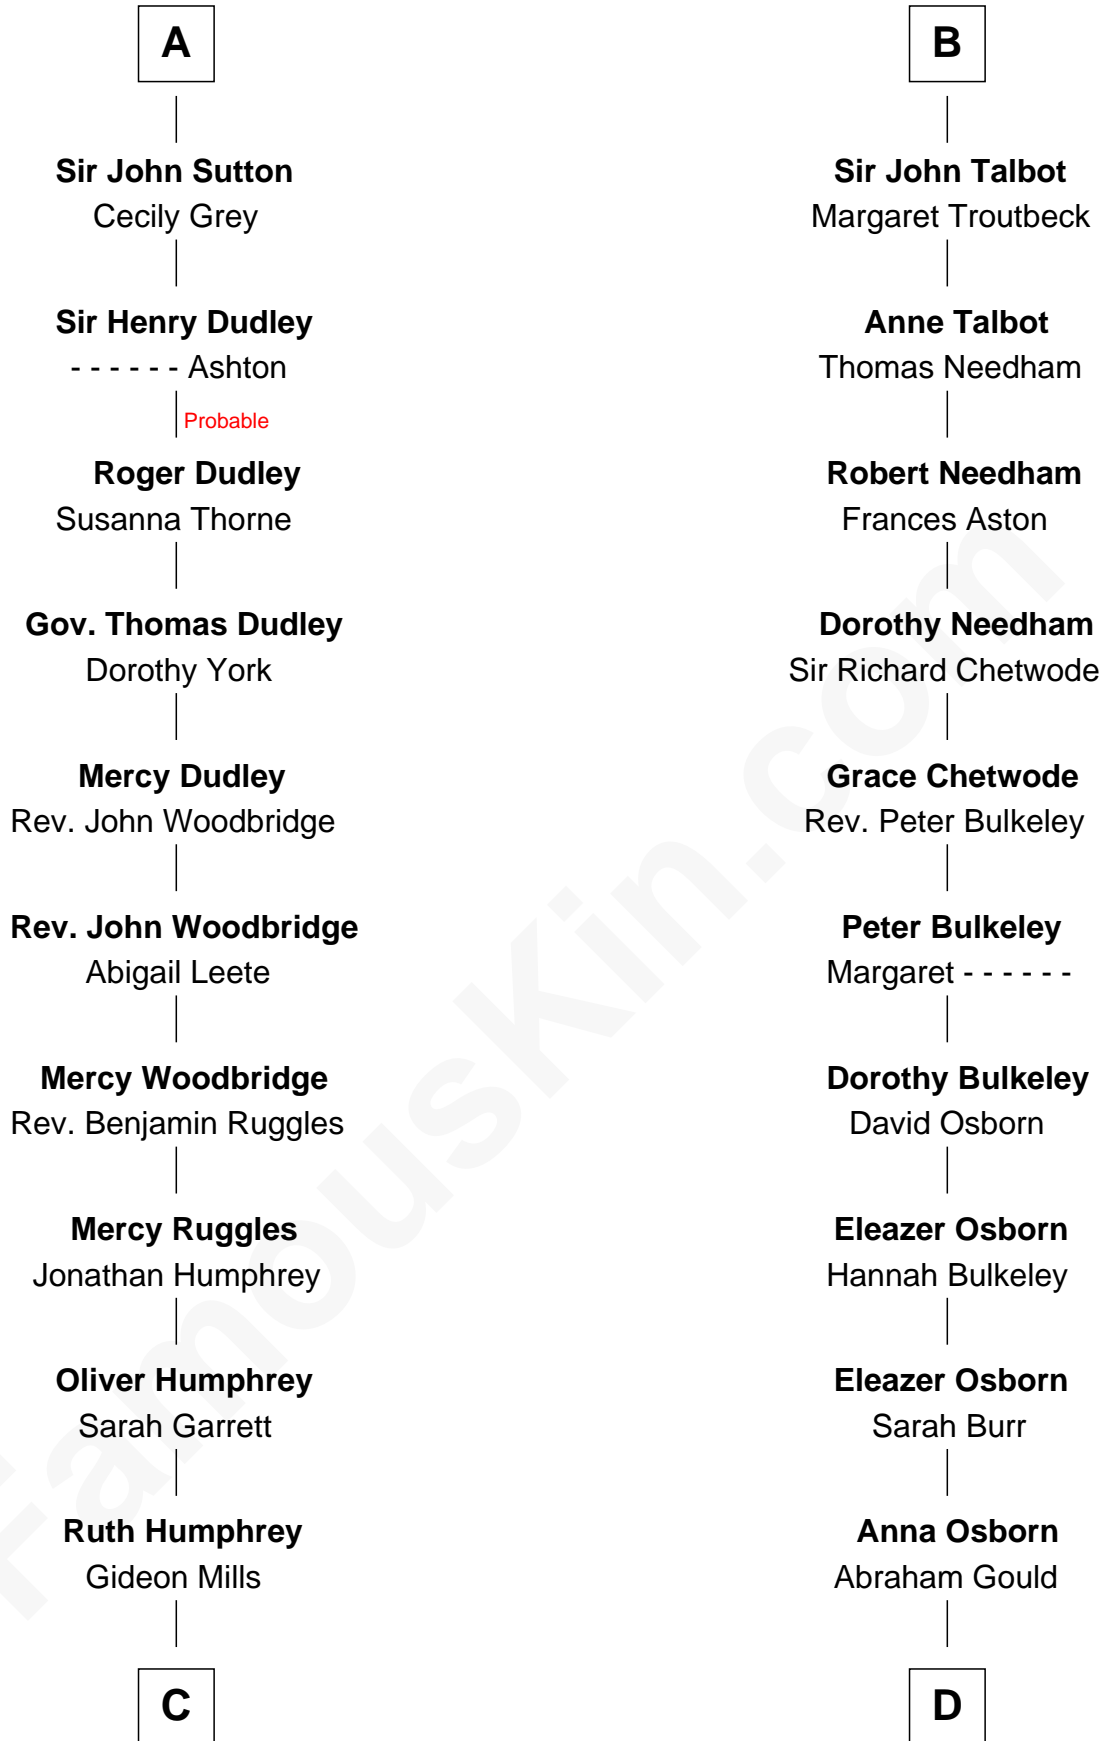 A
Sir John Sutton
Cecily Grey
Sir Henry Dudley
- - - - - - Ashton
Probable
Roger Dudley
Susanna Thorne
Gov. Thomas Dudley
Dorothy York
Mercy Dudley
Rev. John Woodbridge
Rev. John Woodbridge
Abigail Leete
Mercy Woodbridge
Rev. Benjamin Ruggles
Mercy Ruggles
Jonathan Humphrey
Oliver Humphrey
Sarah Garrett
Ruth Humphrey
Gideon Mills
C
B
Sir John Talbot
Margaret Troutbeck
Anne Talbot
Thomas Needham
Robert Needham
Frances Aston
Dorothy Needham
Sir Richard Chetwode
Grace Chetwode
Rev. Peter Bulkeley
Peter Bulkeley
Margaret - - - - - -
Dorothy Bulkeley
David Osborn
Eleazer Osborn
Hannah Bulkeley
Eleazer Osborn
Sarah Burr
Anna Osborn
Abraham Gould
D
FamousKin.com